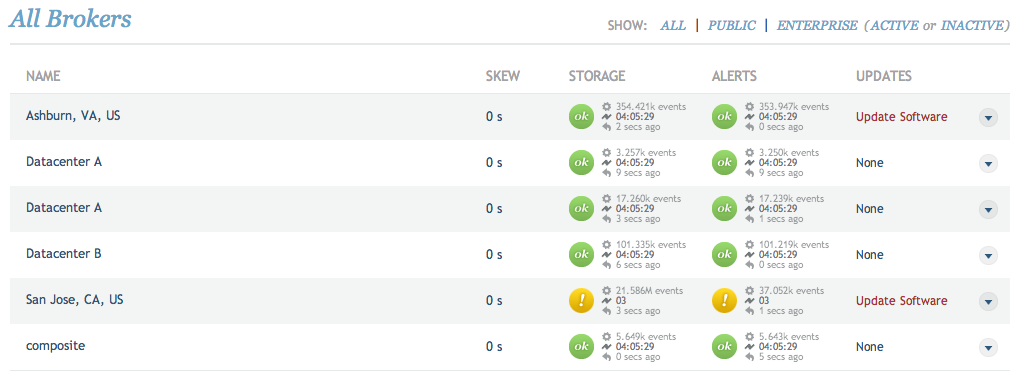 All Brokers
SHOW: ALL | PUBLIC | ENTERPRISE (ACTIVE or INACTIVE)
NAME SKEW STORAGE ALERTS UPDATES
Ashburn, VA, US 0 s ok 354.421k events 04:05:29 2 secs ago ok 353.947k events 04:05:29 0 secs ago Update Software
Datacenter A 0 s ok 3.257k events 04:05:29 9 secs ago ok 3.250k events 04:05:29 9 secs ago None
Datacenter A 0 s ok 17.260k events 04:05:29 3 secs ago ok 17.239k events 04:05:29 1 secs ago None
Datacenter B 0 s ok 101.335k events 04:05:29 6 secs ago ok 101.219k events 04:05:29 0 secs ago None
San Jose, CA, US 0 s ! 21.586M events 03 3 secs ago ! 37.052k events 03 1 secs ago Update Software
composite 0 s ok 5.649k events 04:05:29 0 secs ago ok 5.643k events 04:05:29 5 secs ago None